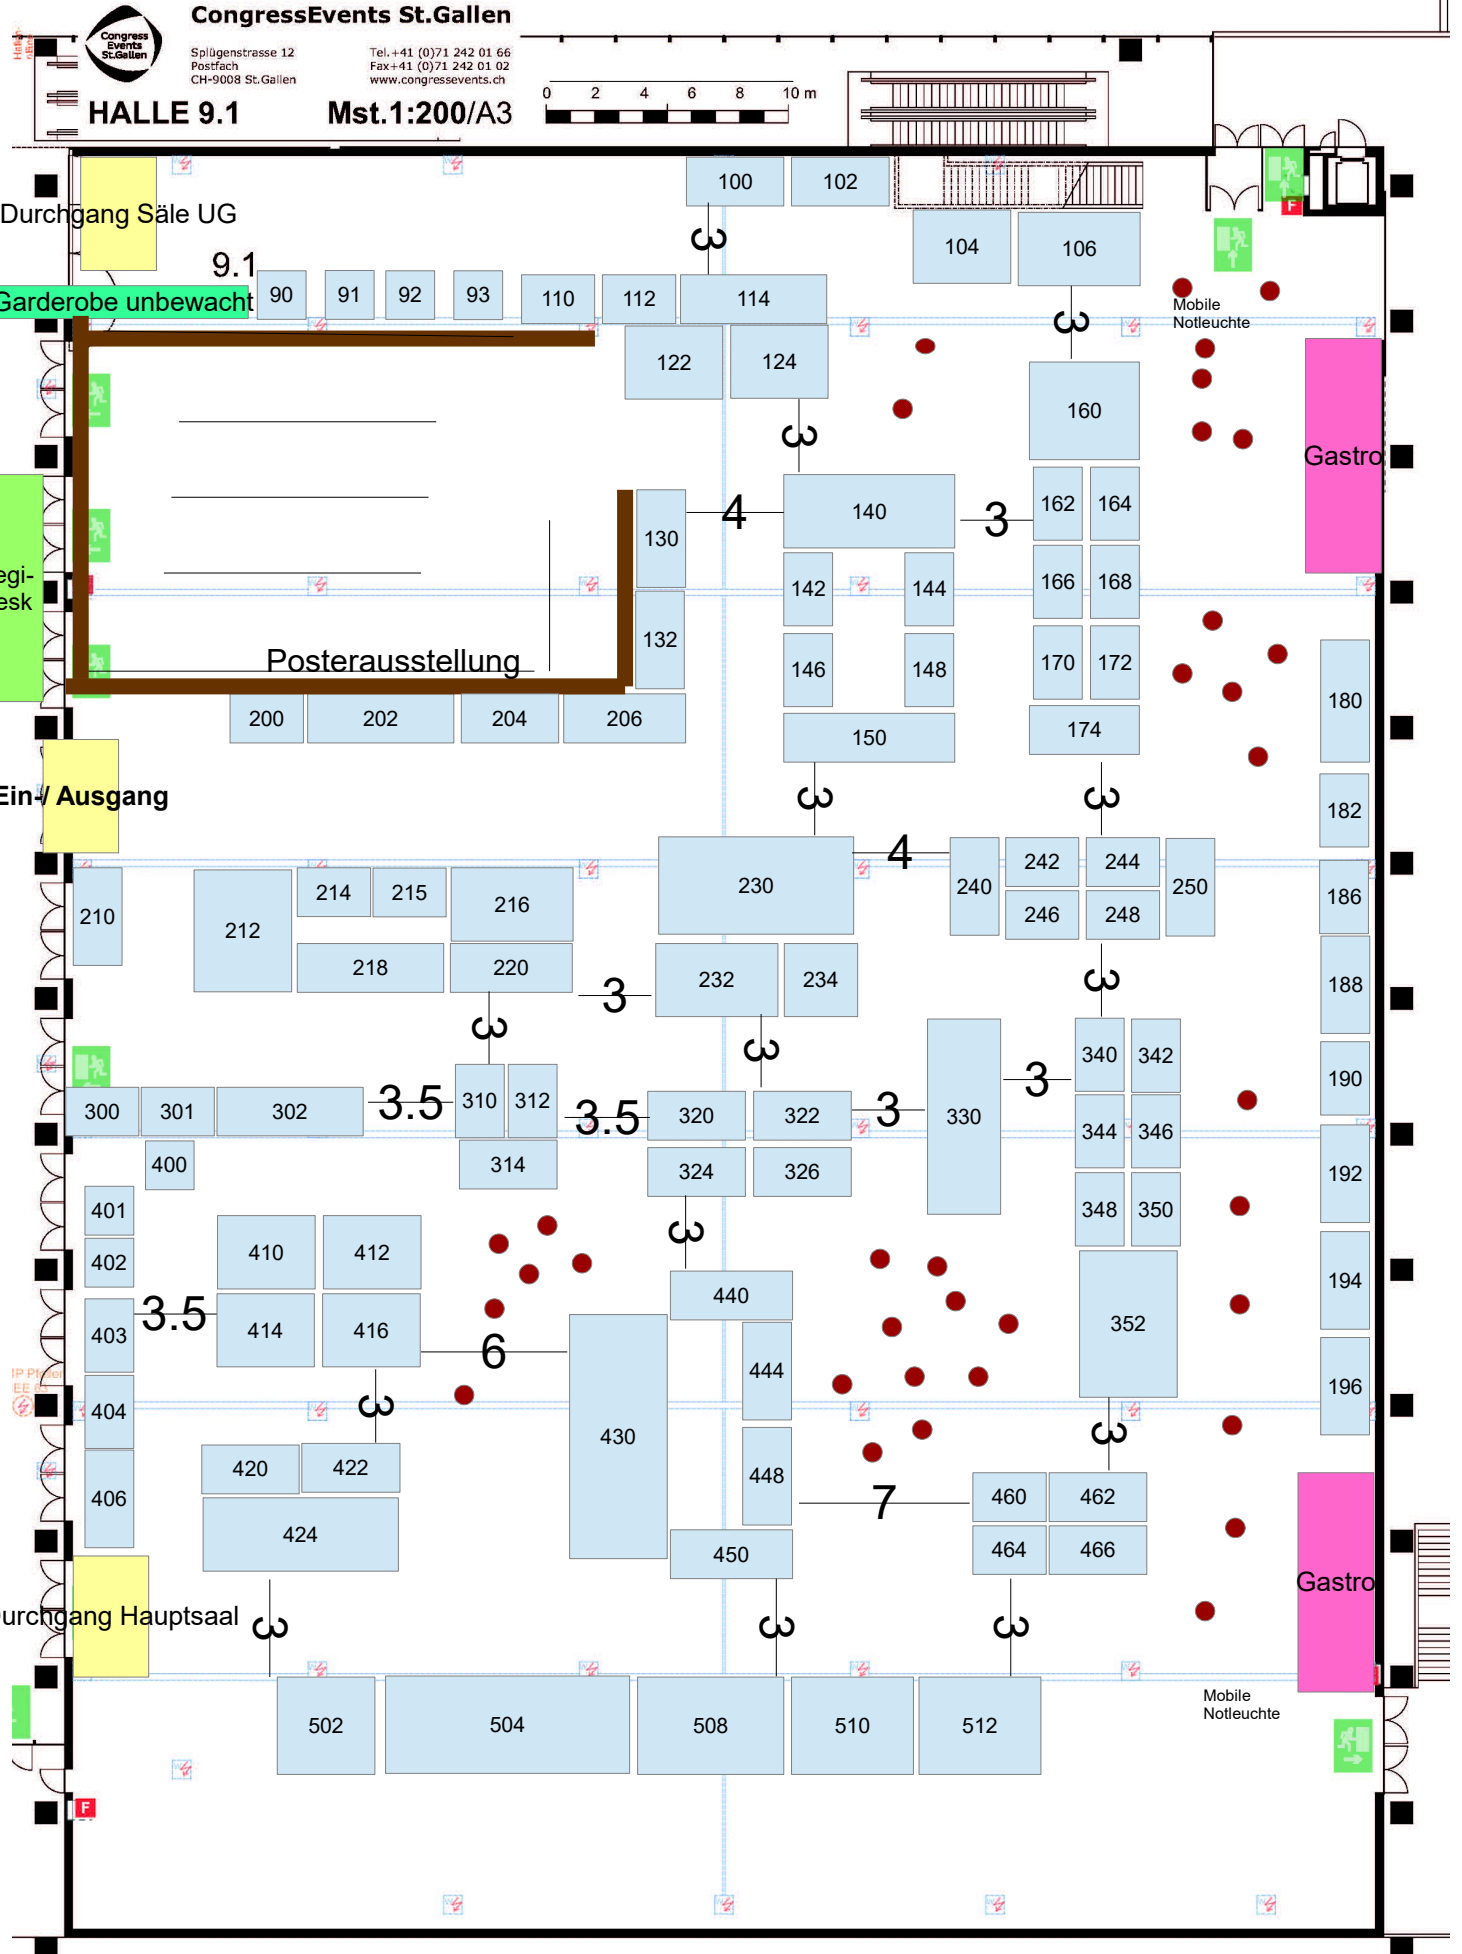 CongressEvents St.Gallen
Congress
Events
St.Gallen
Splügenstrasse 12
Postfach
CH-9008 St.Gallen
Tel.+41 (0)71 242 01 66
Fax+41 (0)71 242 01 02
www.congressevents.ch
HALLE 9.1
Mst.1:200/A3
0 2 4 6 8 10 m
100 102
Durchgang Säle UG
104 106
3
F
9.1
Garderobe unbewacht
90 91 92 93 110 112 114
Mobile
Notleuchte
3
122 124
160
3
Gastro
130 4 140 3 162 164
142 144 166 168
egi-
esk
132 146 148 170 172
Posterausstellung
200 202 204 206
150 174 180
Ein-/ Ausgang
3 3
182
4
210 212 214 215 216 230 240 242 244 250
246 248 186
218 220 232 234
3 3 188
3 3
340 342
3 190
300 301 302 3.5 310 312 3.5 320 322 3 330
344 346
400 314 324 326 192
401 348 350
410 412 3
402
440 194
403 3.5 414 416 6 352
444 196
404 3 430 3
420 422 448
406 7 460 462
424 450 464 466
Gastro
Durchgang Hauptsaal
3 3 3
502 504 508 510 512
Mobile
Notleuchte
F